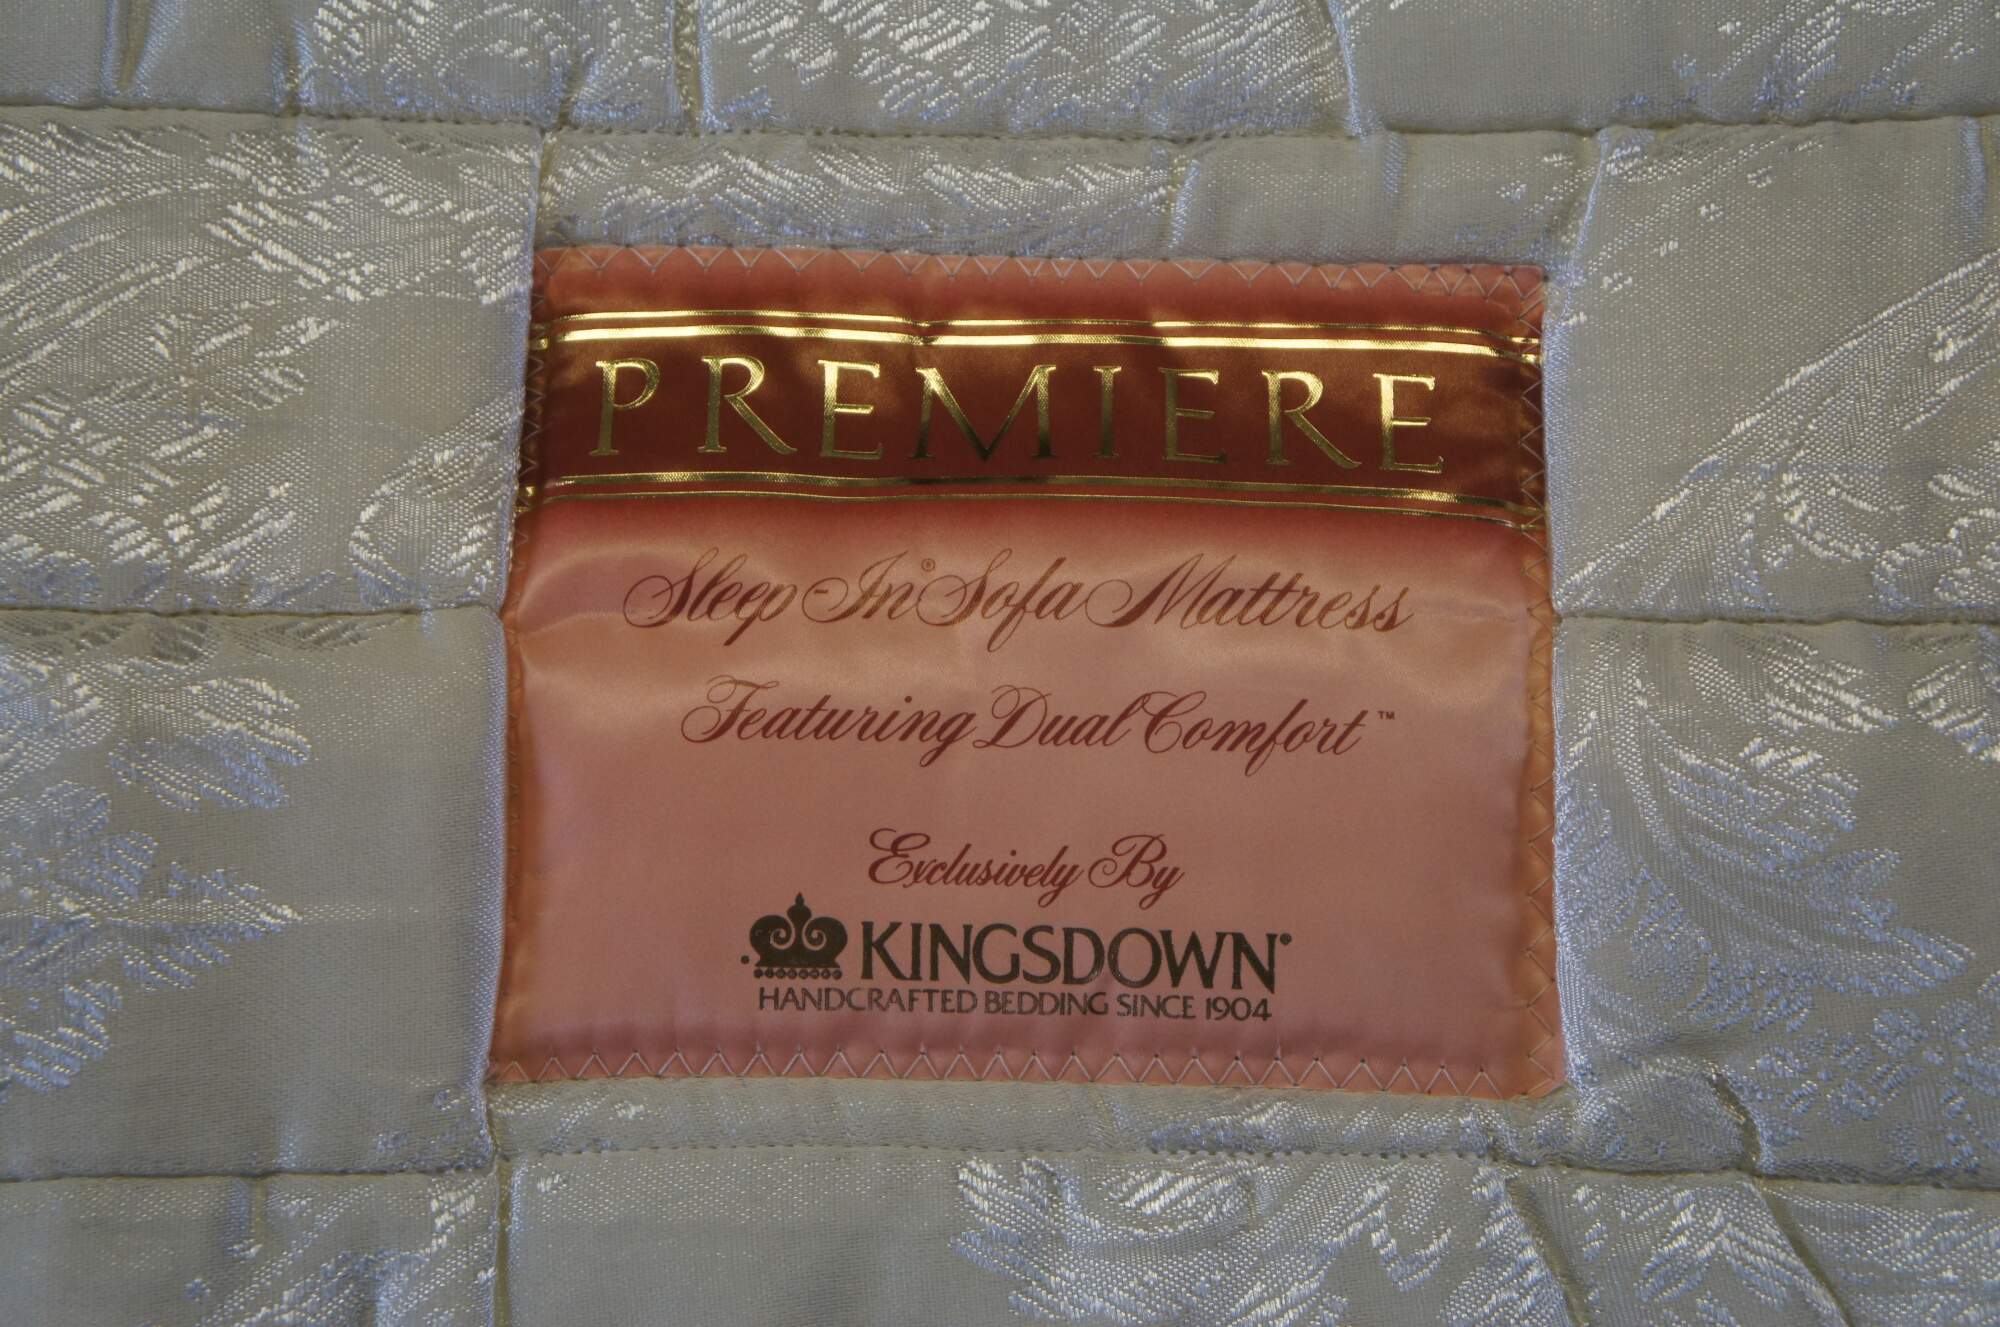 PREMIERE
Sleep-In® Sofa Mattress
Featuring Dual Comfort™
Exclusively By
KINGSDOWN®
HANDCRAFTED BEDDING SINCE 1904